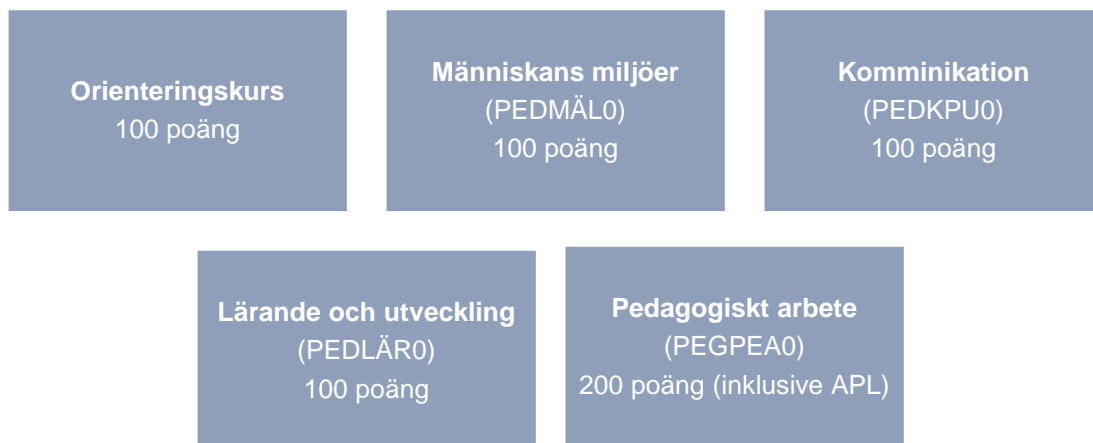 Orienteringskurs
100 poäng
Människans miljöer
(PEDMÄL0)
100 poäng
Komminikation
(PEDKPU0)
100 poäng
Lärande och utveckling
(PEDLÄR0)
100 poäng
Pedagogiskt arbete
(PEGPEA0)
200 poäng (inklusive APL)